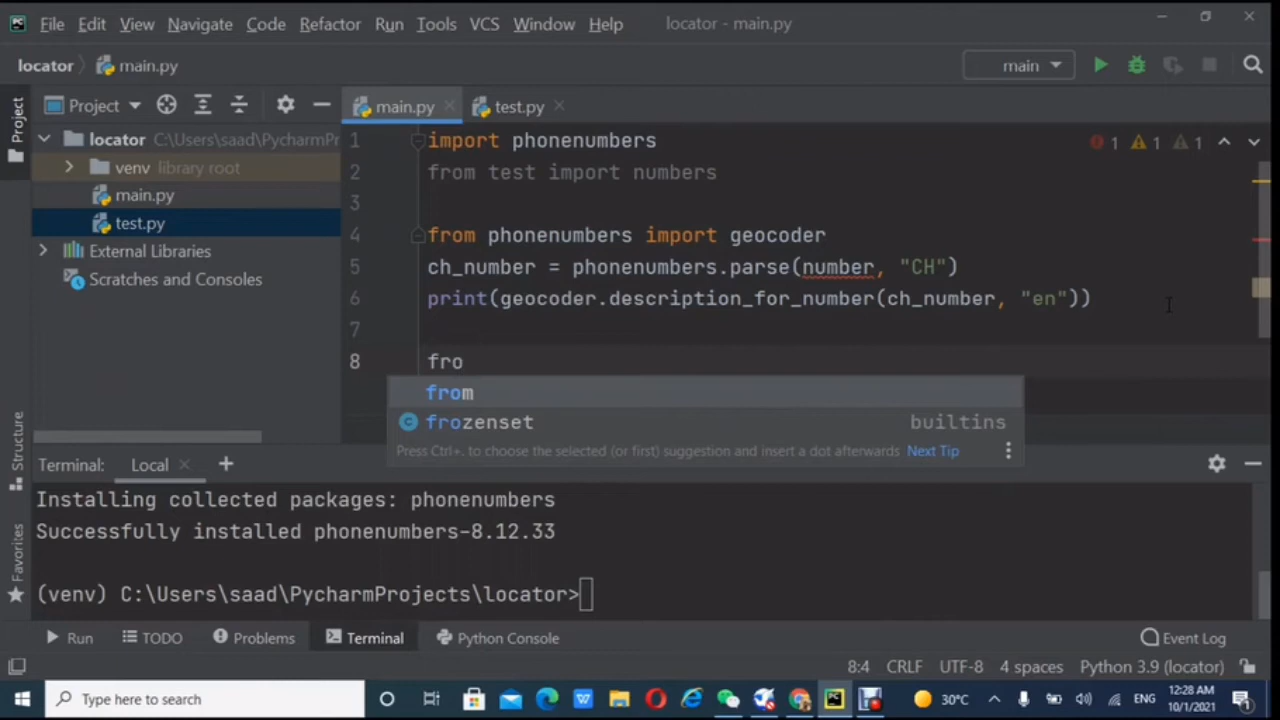 File Edit View Navigate Code Refactor Run Tools VCS Window Help locator - main.py
locator main.py main
Project
Project main.py test.py
locator C:\Users\saad\PycharmPr
venv library root
main.py
test.py
External Libraries
Scratches and Consoles
1 import phonenumbers
2 from test import numbers
3
4 from phonenumbers import geocoder
5 ch_number = phonenumbers.parse(number, "CH")
6 print(geocoder.description_for_number(ch_number, "en"))
7
8 fro
1 1 1
from
frozenset builtins
Press Ctrl+. to choose the selected (or first) suggestion and insert a dot afterwards Next Tip
Structure
Favorites
Terminal: Local
Installing collected packages: phonenumbers
Successfully installed phonenumbers-8.12.33
(venv) C:\Users\saad\PycharmProjects\locator>
Run TODO Problems Terminal Python Console Event Log
8:4 CRLF UTF-8 4 spaces Python 3.9 (locator)
Type here to search 30°C ENG 12:28 AM
10/1/2021
1